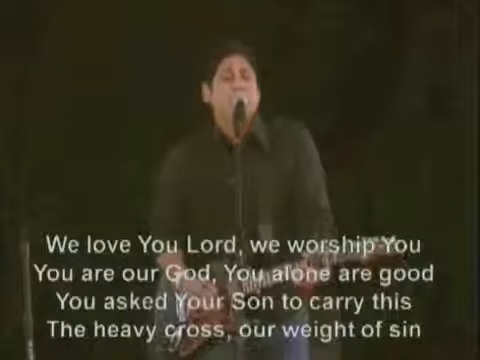 We love You Lord, we worship You
You are our God, You alone are good
You asked Your Son to carry this
The heavy cross, our weight of sin